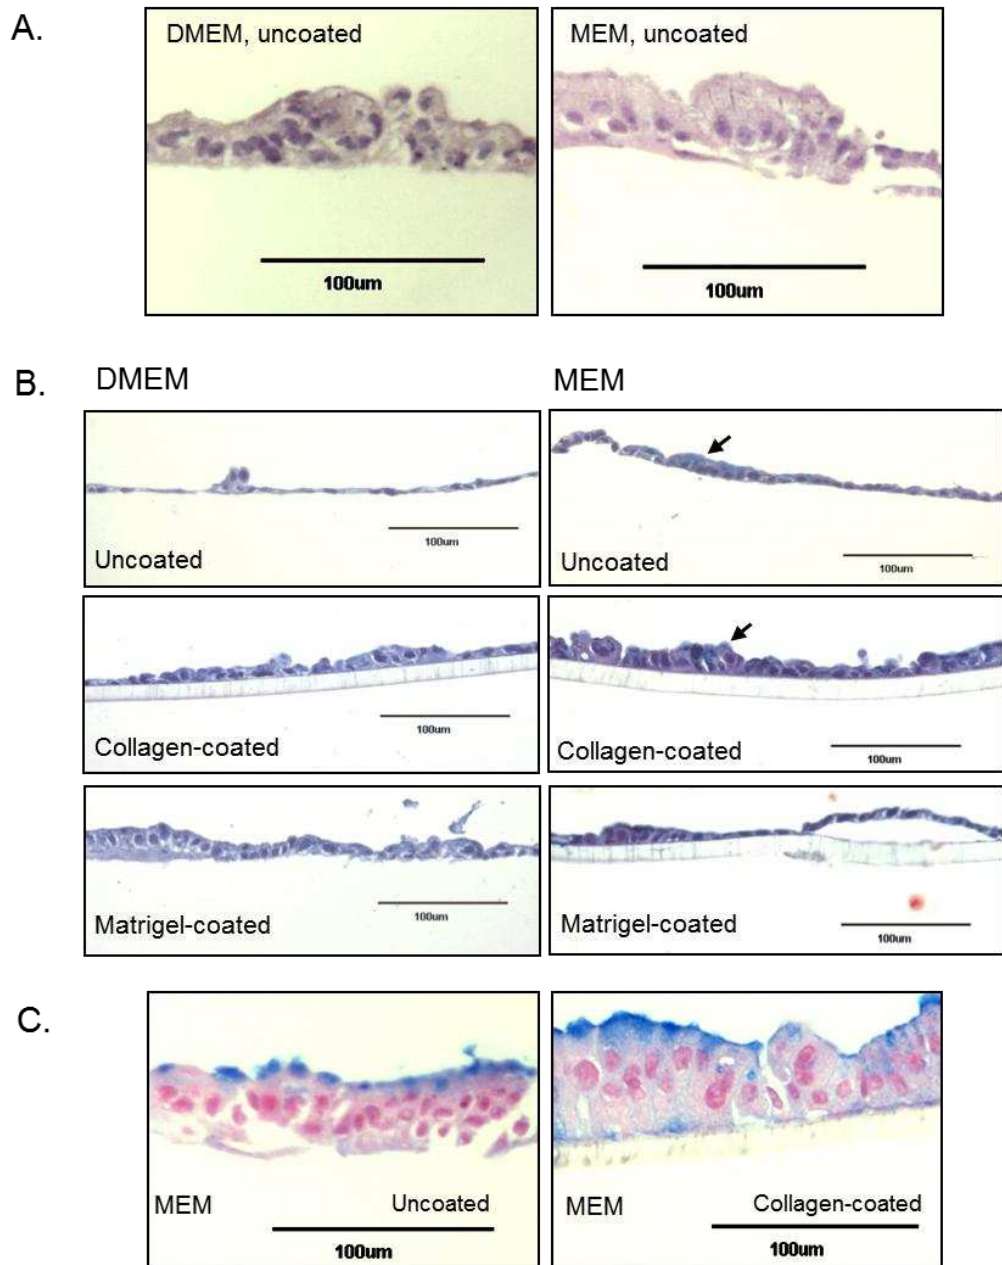 A.
DMEM, uncoated
100um
MEM, uncoated
100um
B.
DMEM
MEM
Uncoated
100um
Uncoated
100um
Collagen-coated
100um
Collagen-coated
100um
Matrigel-coated
100um
Matrigel-coated
100um
C.
MEM
Uncoated
100um
MEM
Collagen-coated
100um